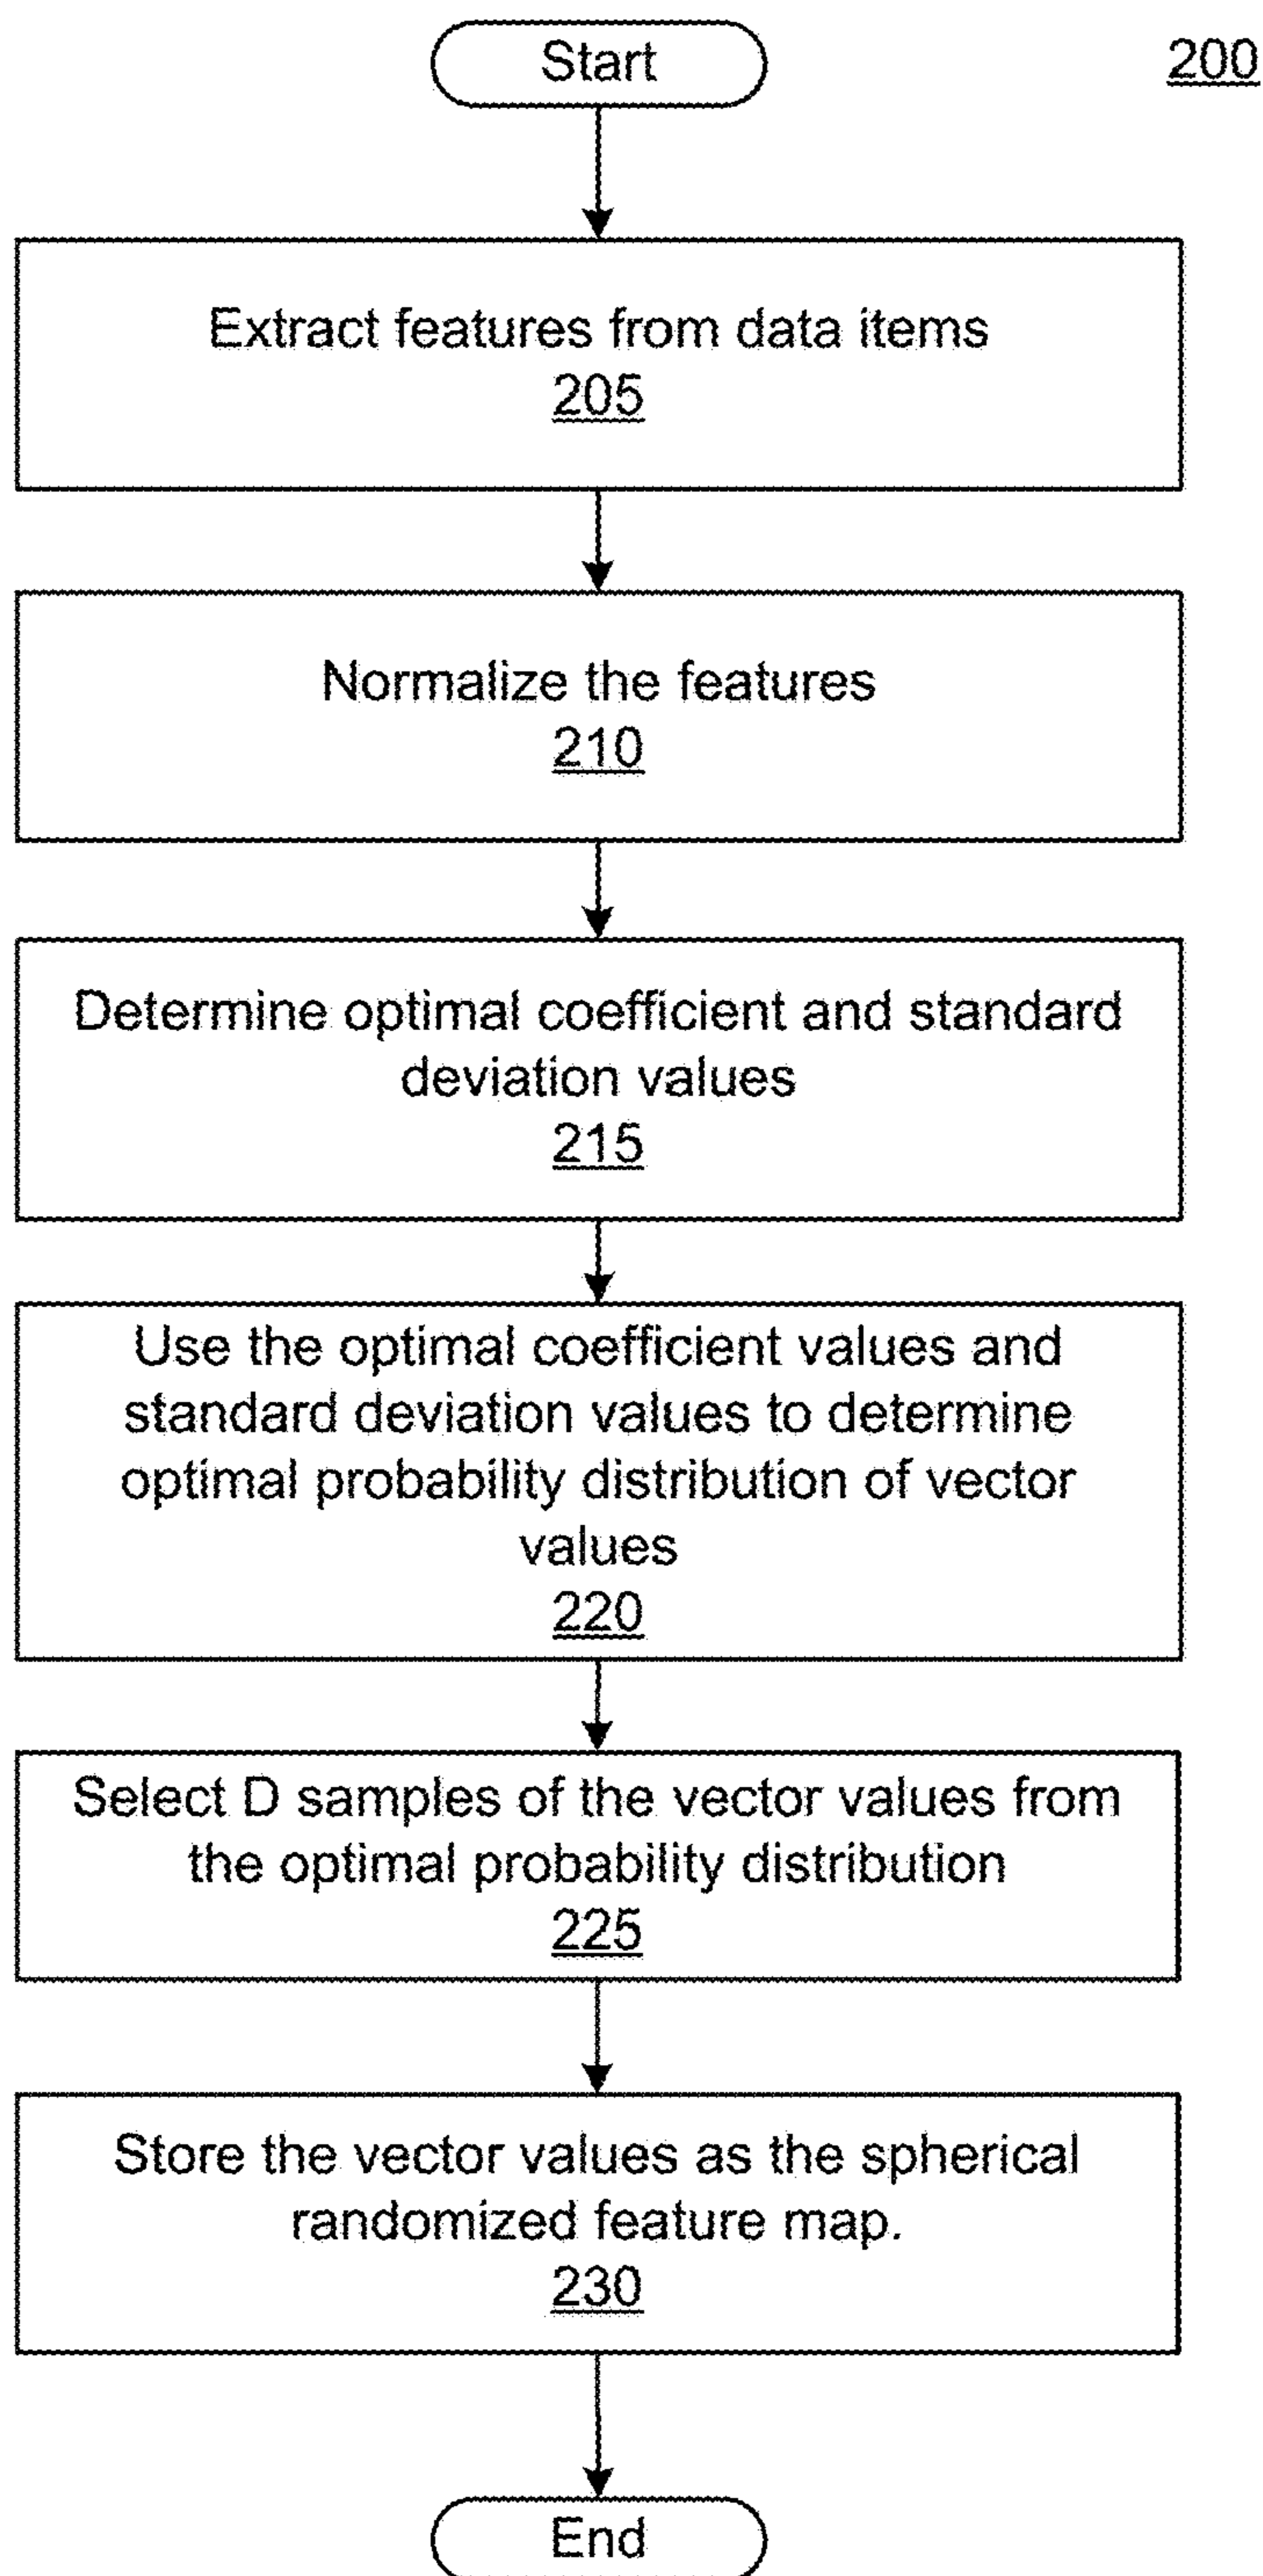 Start
200
Extract features from data items
205
Normalize the features
210
Determine optimal coefficient and standard
deviation values
215
Use the optimal coefficient values and
standard deviation values to determine
optimal probability distribution of vector
values
220
Select D samples of the vector values from
the optimal probability distribution
225
Store the vector values as the spherical
randomized feature map.
230
End